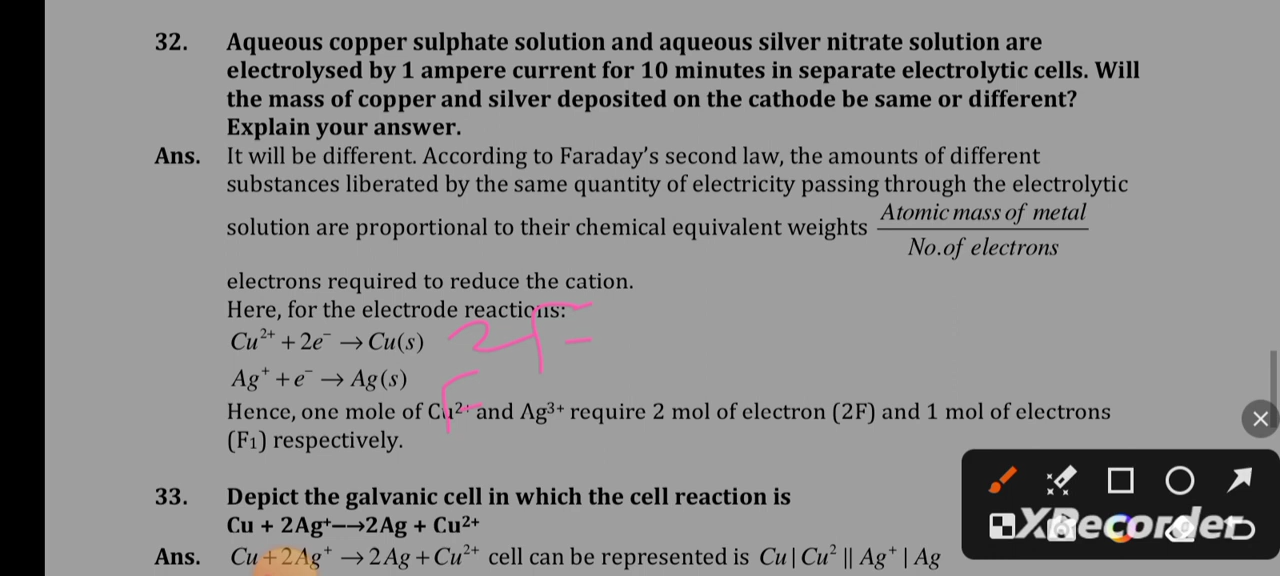 32. Aqueous copper sulphate solution and aqueous silver nitrate solution are
electrolysed by 1 ampere current for 10 minutes in separate electrolytic cells. Will
the mass of copper and silver deposited on the cathode be same or different?
Explain your answer.
Ans. It will be different. According to Faraday's second law, the amounts of different
substances liberated by the same quantity of electricity passing through the electrolytic
solution are proportional to their chemical equivalent weights Atomic mass of metal / No. of electrons
electrons required to reduce the cation.
Here, for the electrode reactions:
Cu²⁺ + 2e⁻ → Cu(s) 2F
Ag⁺ + e⁻ → Ag(s) F
Hence, one mole of Cu²⁺ and Ag³⁺ require 2 mol of electron (2F) and 1 mol of electrons
(F₁) respectively.
33. Depict the galvanic cell in which the cell reaction is
Cu + 2Ag⁺⟶2Ag + Cu²⁺
Ans. Cu + 2Ag⁺ → 2Ag + Cu²⁺ cell can be represented is Cu | Cu² || Ag⁺ | Ag
XRecorder